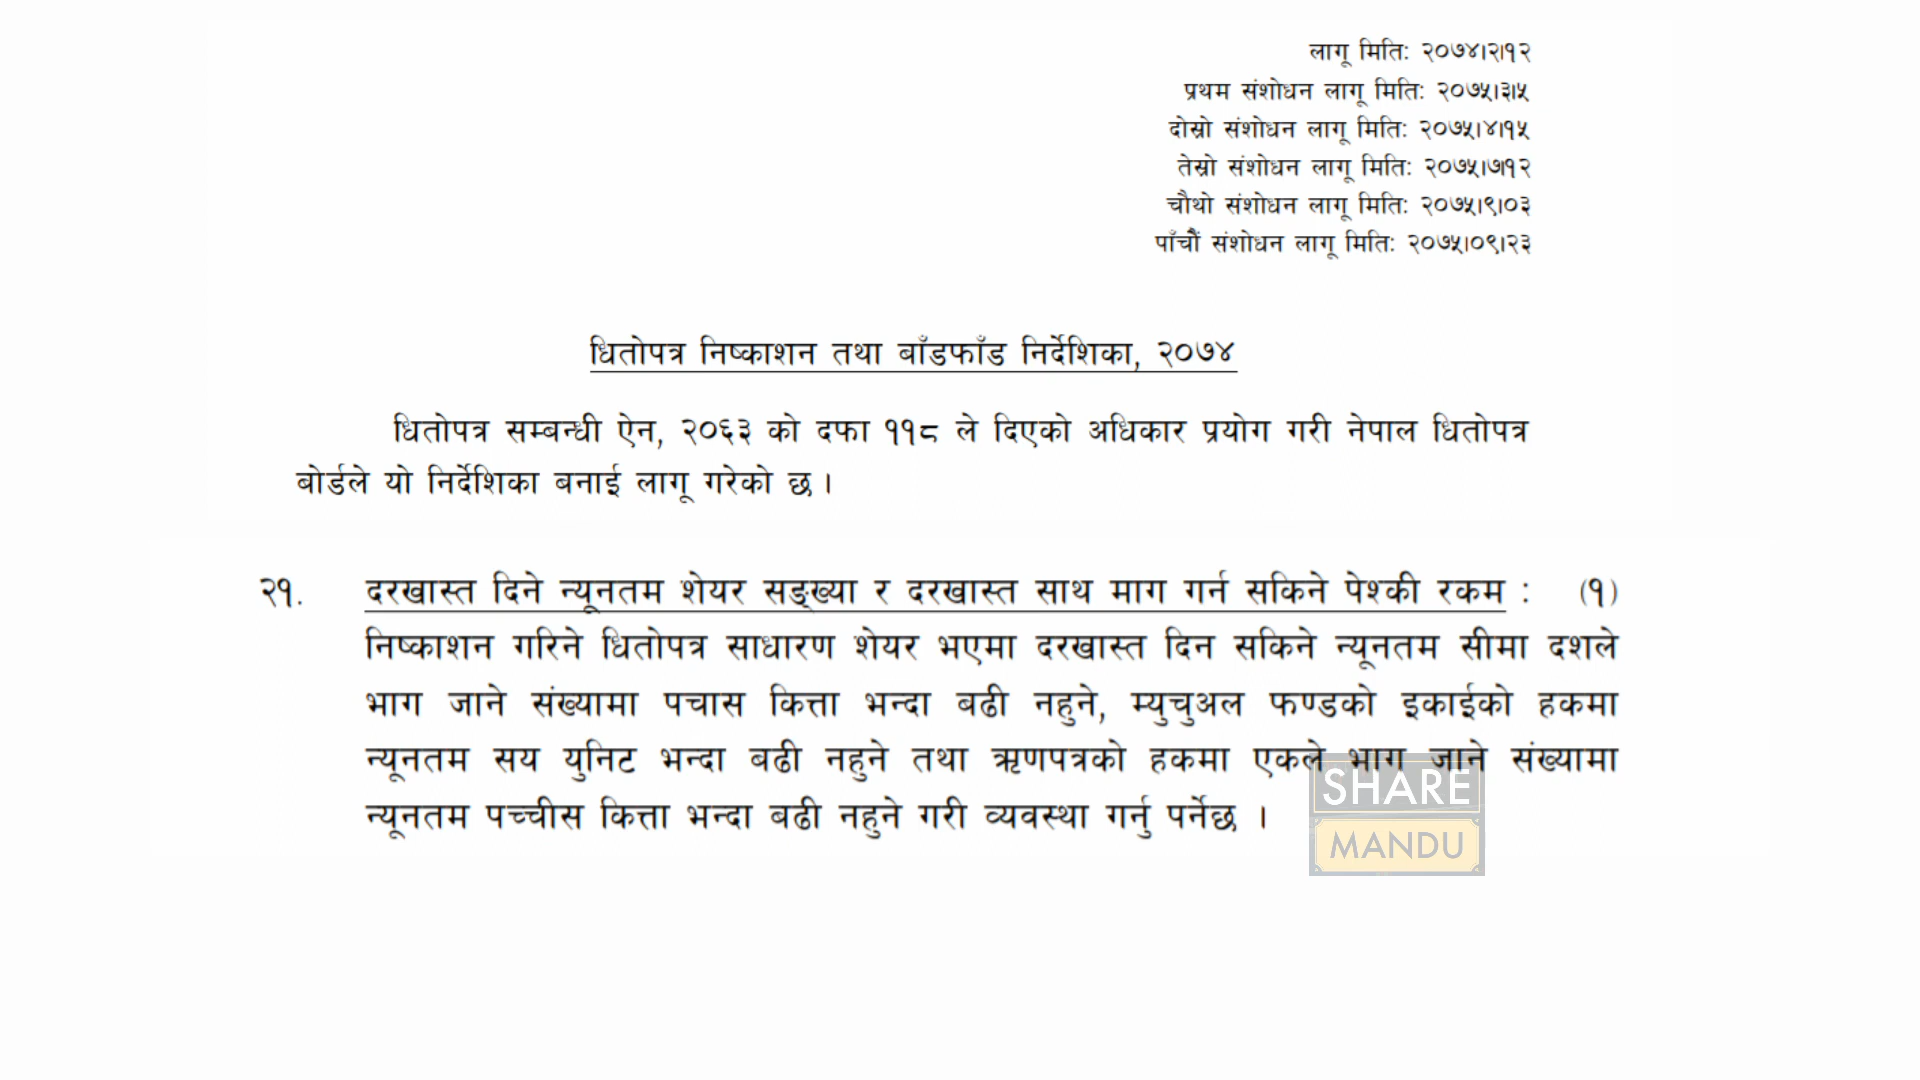 लागू मिति: २०७४।२।१२
प्रथम संशोधन लागू मिति: २०७५।३।५
दोस्रो संशोधन लागू मिति: २०७५।४।१५
तेस्रो संशोधन लागू मिति: २०७५।७।१२
चौथो संशोधन लागू मिति: २०७५।९।०३
पाँचौं संशोधन लागू मिति: २०७५।०९।२३
धितोपत्र निष्काशन तथा बाँडफाँड निर्देशिका, २०७४
धितोपत्र सम्बन्धी ऐन, २०६३ को दफा ११८ ले दिएको अधिकार प्रयोग गरी नेपाल धितोपत्र
बोर्डले यो निर्देशिका बनाई लागू गरेको छ ।
२१. दरखास्त दिने न्यूनतम शेयर सङ्ख्या र दरखास्त साथ माग गर्न सकिने पेश्की रकम : (१)
निष्काशन गरिने धितोपत्र साधारण शेयर भएमा दरखास्त दिन सकिने न्यूनतम सीमा दशले
भाग जाने संख्यामा पचास कित्ता भन्दा बढी नहुने, म्युचुअल फण्डको इकाईको हकमा
न्यूनतम सय युनिट भन्दा बढी नहुने तथा ऋणपत्रको हकमा एकले भाग जाने संख्यामा
न्यूनतम पच्चीस कित्ता भन्दा बढी नहुने गरी व्यवस्था गर्नु पर्नेछ ।
SHARE
MANDU